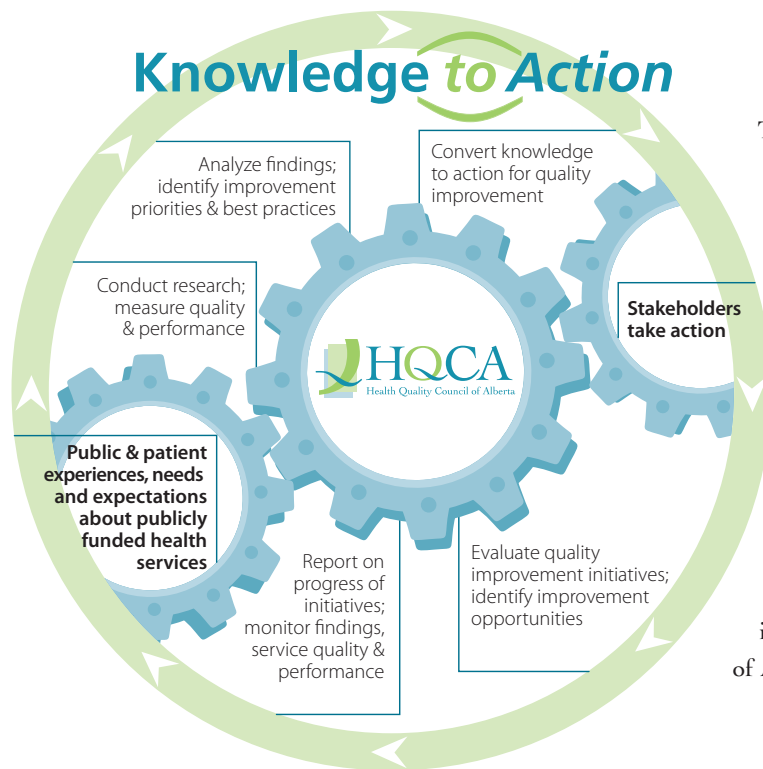 Knowledge to Action
Analyze findings;
identify improvement
priorities & best practices
Convert knowledge
to action for quality
improvement
Conduct research;
measure quality
& performance
Stakeholders
take action
HQCA
Health Quality Council of Alberta
Public & patient
experiences, needs
and expectations
about publicly
funded health
services
Report on
progress of
initiatives;
monitor findings,
service quality &
performance
Evaluate quality
improvement initiatives;
identify improvement
opportunities
of